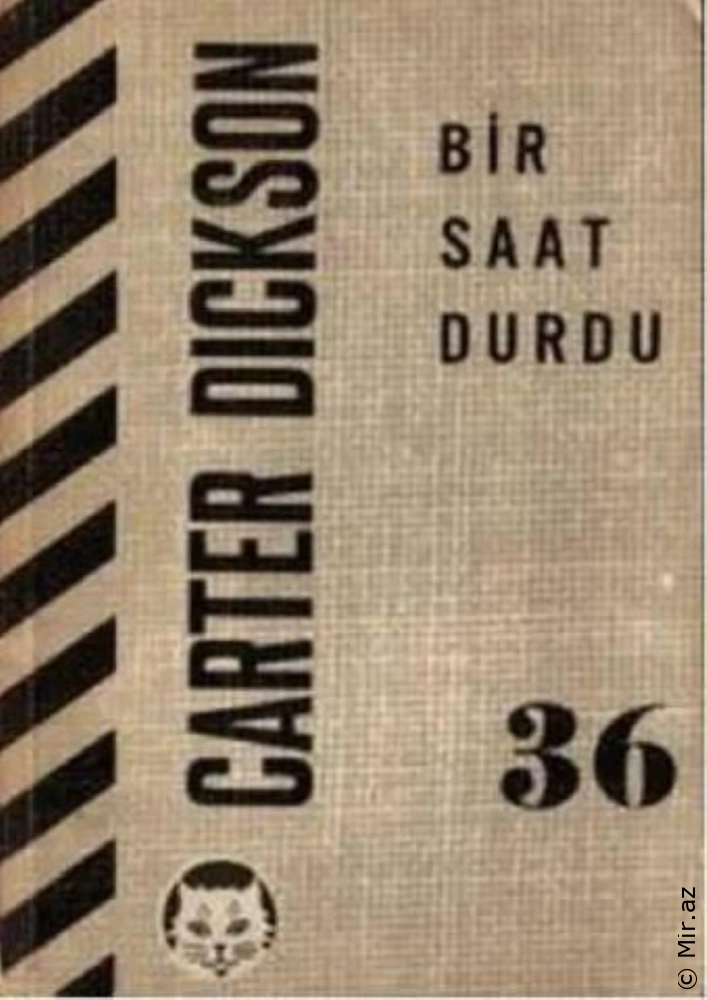 CARTER DICKSON
BİR
SAAT
DURDU
36
© Mir.az